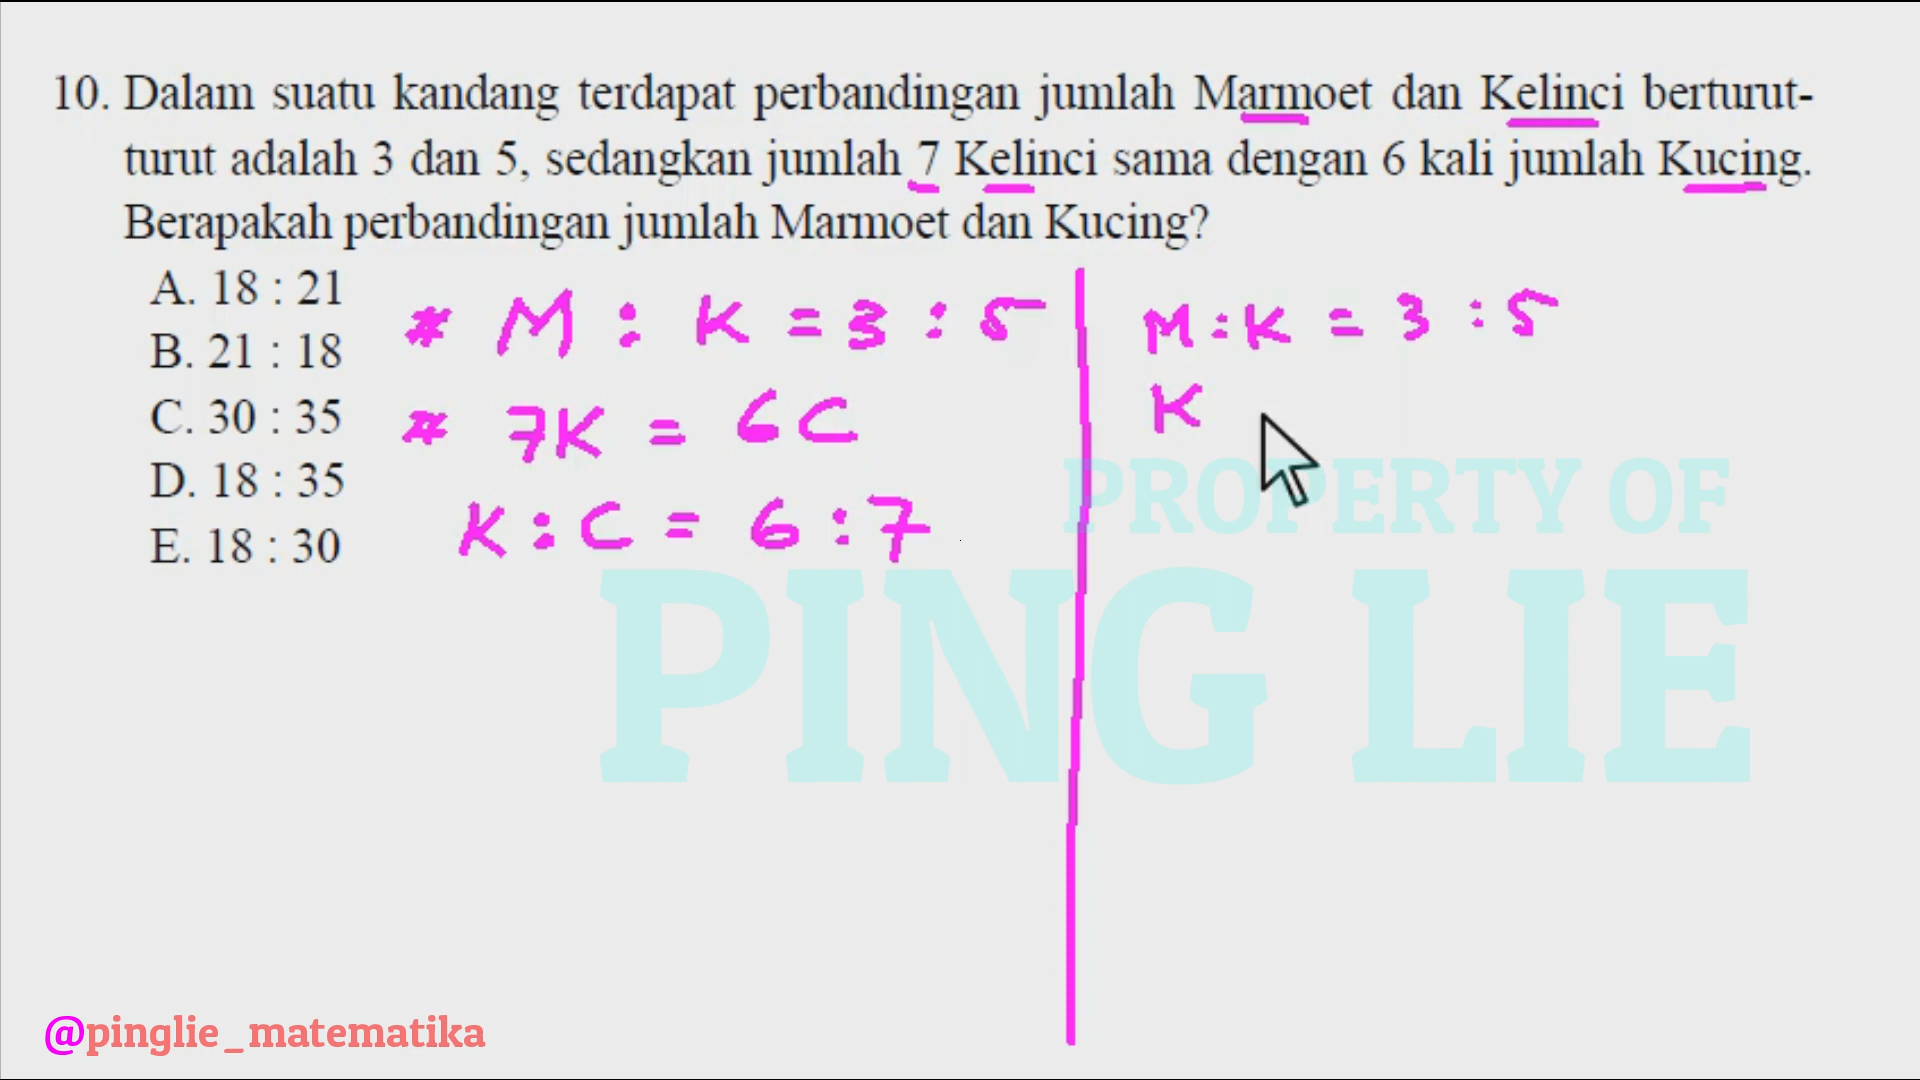 10. Dalam suatu kandang terdapat perbandingan jumlah Marmoet dan Kelinci berturut-
turut adalah 3 dan 5, sedangkan jumlah 7 Kelinci sama dengan 6 kali jumlah Kucing.
Berapakah perbandingan jumlah Marmoet dan Kucing?
A. 18 : 21
B. 21 : 18
C. 30 : 35
D. 18 : 35
E. 18 : 30
* M : K = 3 : 5
* 7K = 6C
K : C = 6 : 7
M : K = 3 : 5
K
PROPERTY OF
PING LIE
@pinglie_matematika